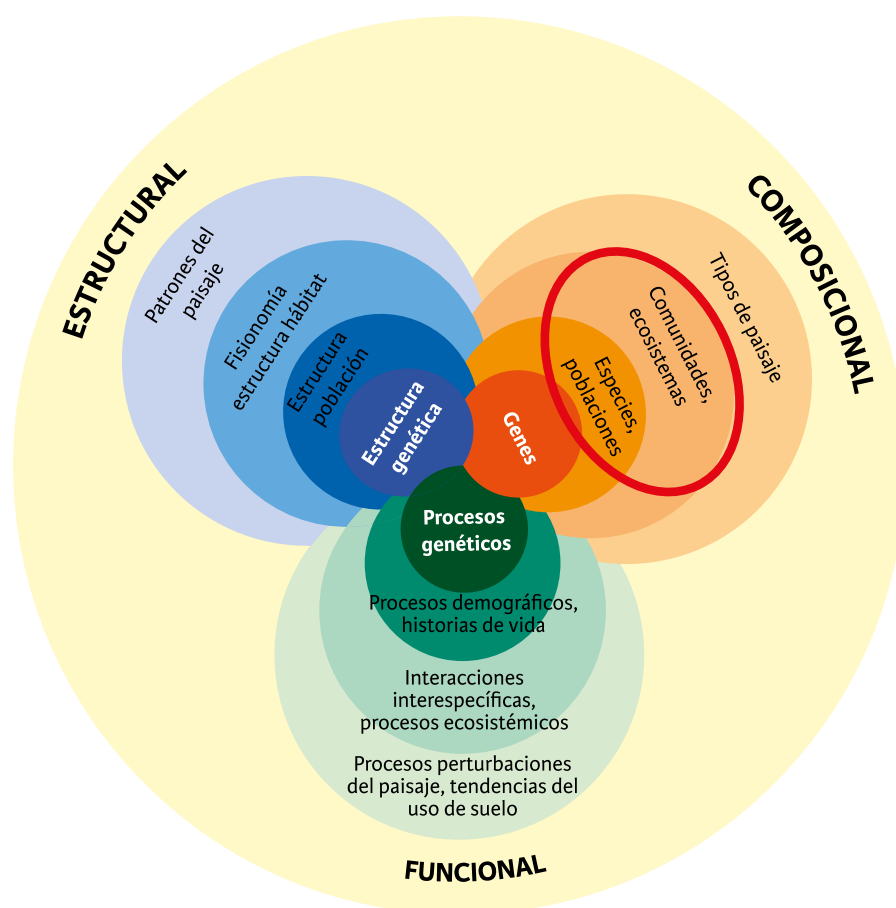 ESTRUCTURAL
COMPOSICIONAL
Patrones del
paisaje
Fisionomía
estructura hábitat
Estructura
población
Estructura
genética
Genes
Especies,
poblaciones
Comunidades,
ecosistemas
Tipos de paisaje
Procesos
genéticos
Procesos demográficos,
historias de vida
Interacciones
interespecíficas,
procesos ecosistémicos
Procesos perturbaciones
del paisaje, tendencias del
uso de suelo
FUNCIONAL